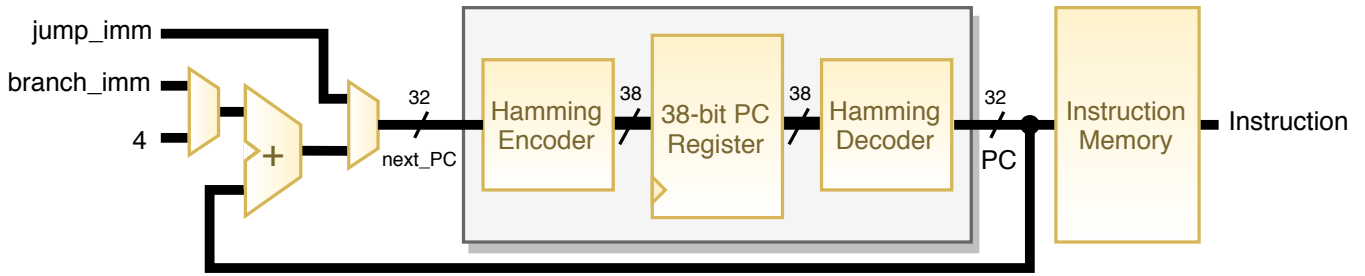 jump_imm
branch_imm
4
+
32
next_PC
Hamming
Encoder
38
38-bit PC
Register
38
Hamming
Decoder
32
PC
Instruction
Memory
Instruction